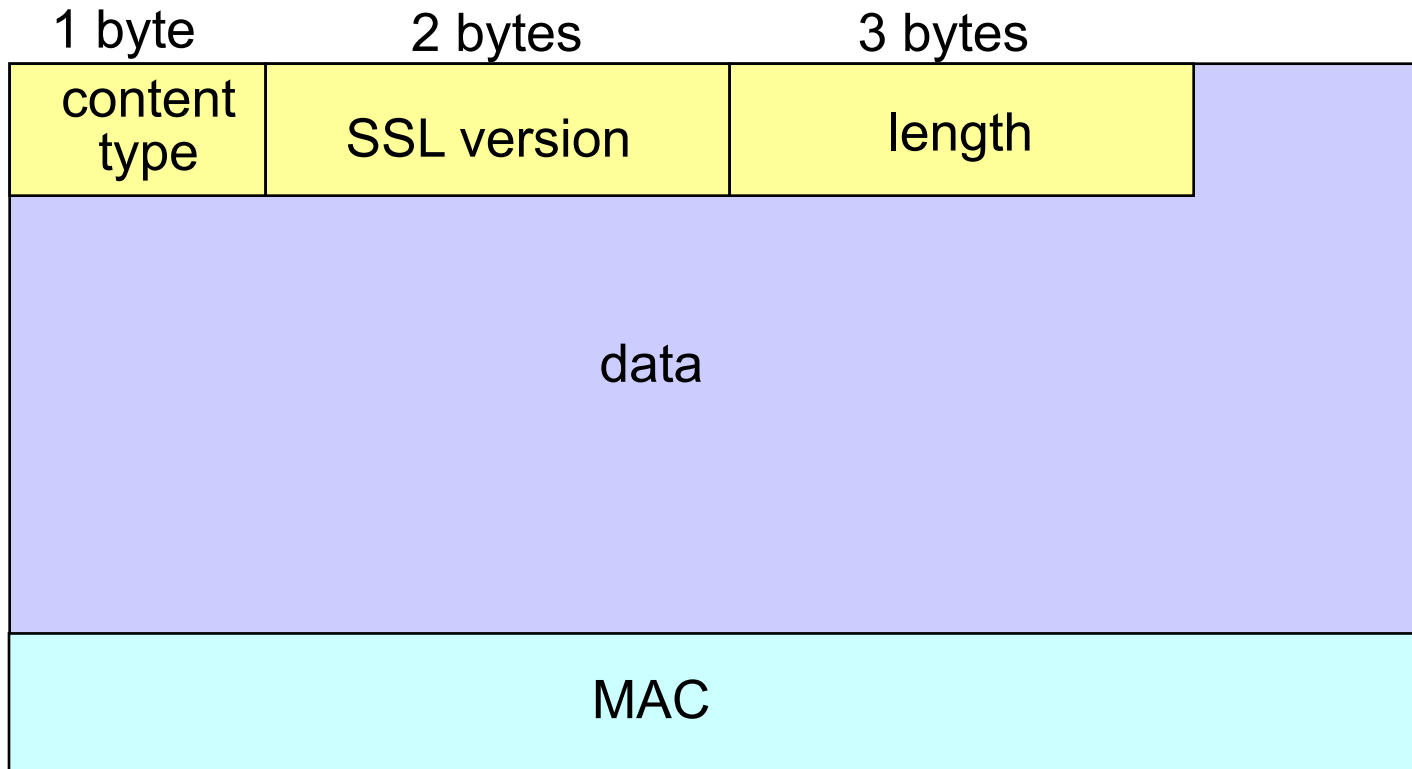 1 byte 2 bytes 3 bytes
content
type
SSL version
length
data
MAC